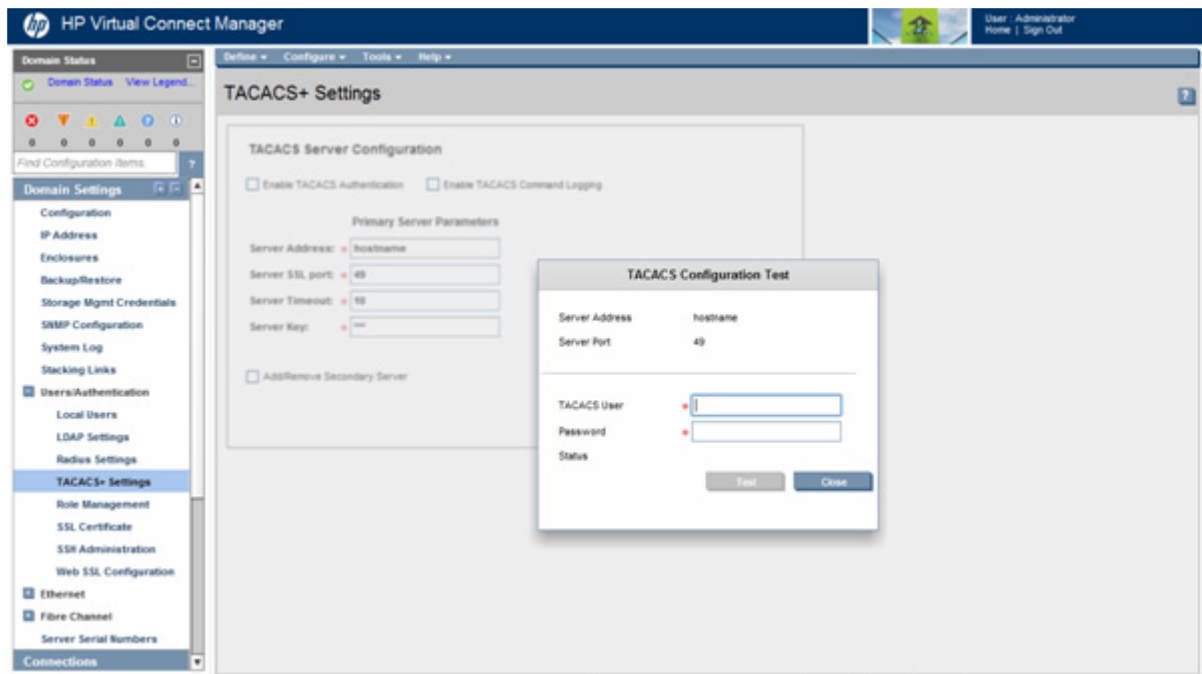 hp HP Virtual Connect Manager
User : Administrator
Home | Sign Out
Domain Status
Domain Status View Legend...
0 0 0 0 0 0
Find Configuration Items.
?
Domain Settings
Configuration
IP Address
Enclosures
Backup/Restore
Storage Mgmt Credentials
SNMP Configuration
System Log
Stacking Links
Users/Authentication
Local Users
LDAP Settings
Radius Settings
TACACS+ Settings
Role Management
SSL Certificate
SSH Administration
Web SSL Configuration
Ethernet
Fibre Channel
Server Serial Numbers
Connections
Define Configure Tools Help
TACACS+ Settings
?
TACACS Server Configuration
Enable TACACS Authentication Enable TACACS Command Logging
Primary Server Parameters
Server Address: * hostname
Server SSL port: * 49
Server Timeout: * 10
Server Key: * •••
Add/Remove Secondary Server
TACACS Configuration Test
Server Address hostname
Server Port 49
TACACS User *
Password *
Status
Test Close